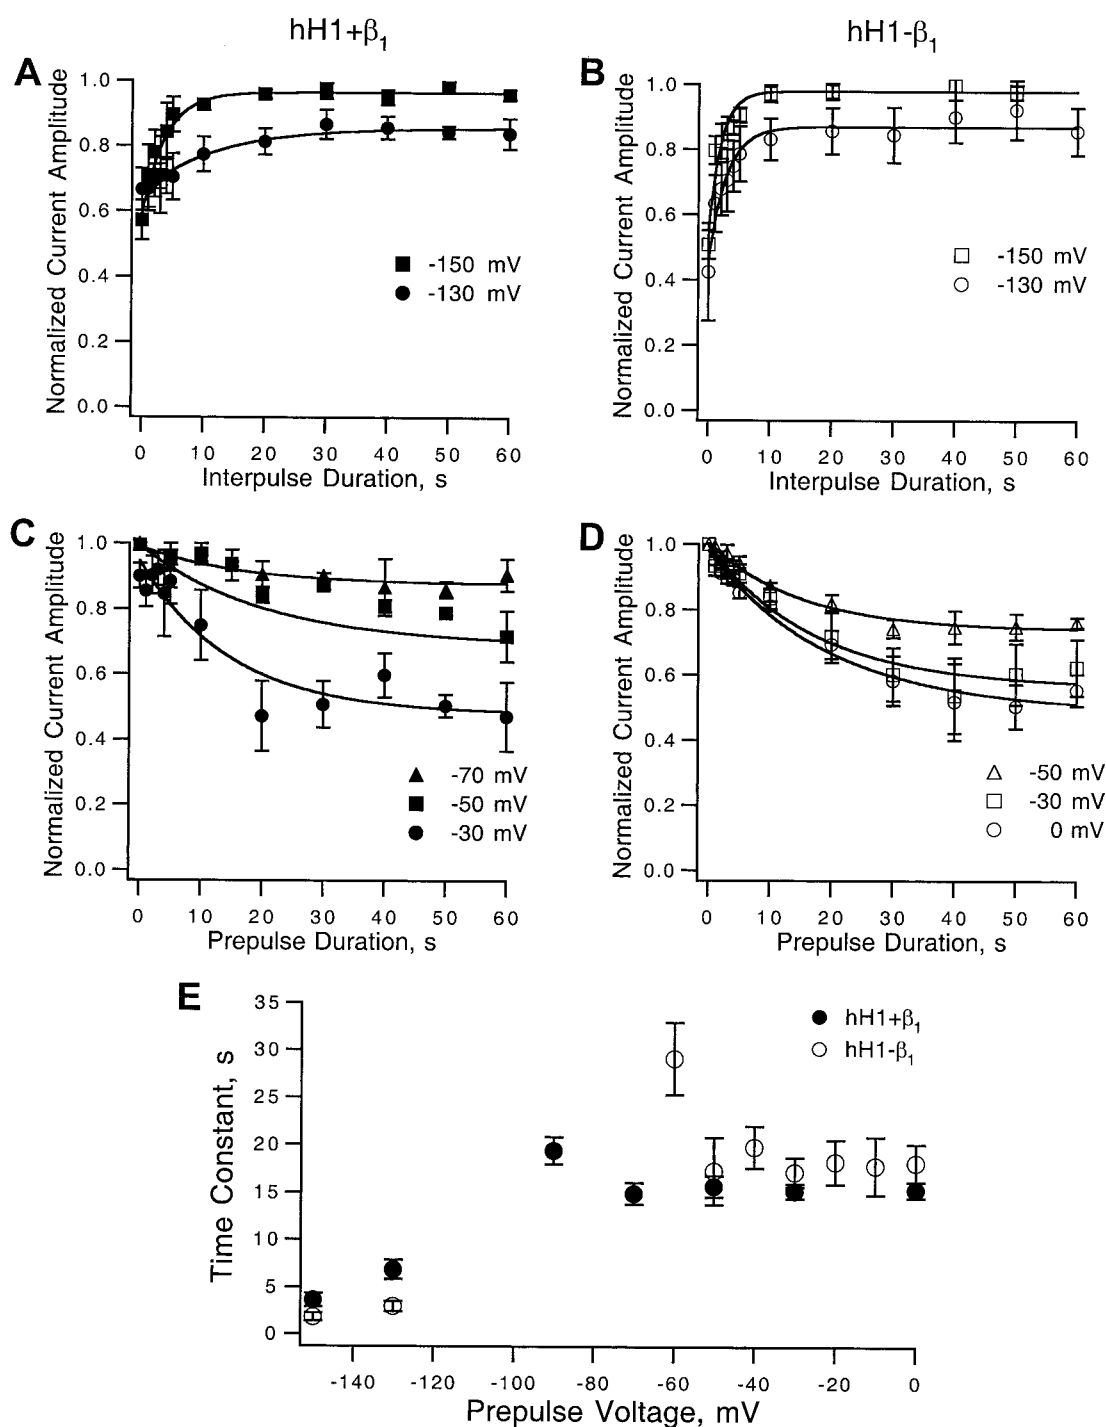 hH1+β1
hH1-β1
A
Normalized Current Amplitude
1.0
0.8
0.6
0.4
0.2
0.0
-150 mV
-130 mV
0 10 20 30 40 50 60
Interpulse Duration, s
B
Normalized Current Amplitude
1.0
0.8
0.6
0.4
0.2
0.0
-150 mV
-130 mV
0 10 20 30 40 50 60
Interpulse Duration, s
C
Normalized Current Amplitude
1.0
0.8
0.6
0.4
0.2
0.0
-70 mV
-50 mV
-30 mV
0 10 20 30 40 50 60
Prepulse Duration, s
D
Normalized Current Amplitude
1.0
0.8
0.6
0.4
0.2
0.0
-50 mV
-30 mV
0 mV
0 10 20 30 40 50 60
Prepulse Duration, s
E
Time Constant, s
35
30
25
20
15
10
5
0
hH1+β1
hH1-β1
-140 -120 -100 -80 -60 -40 -20 0
Prepulse Voltage, mV